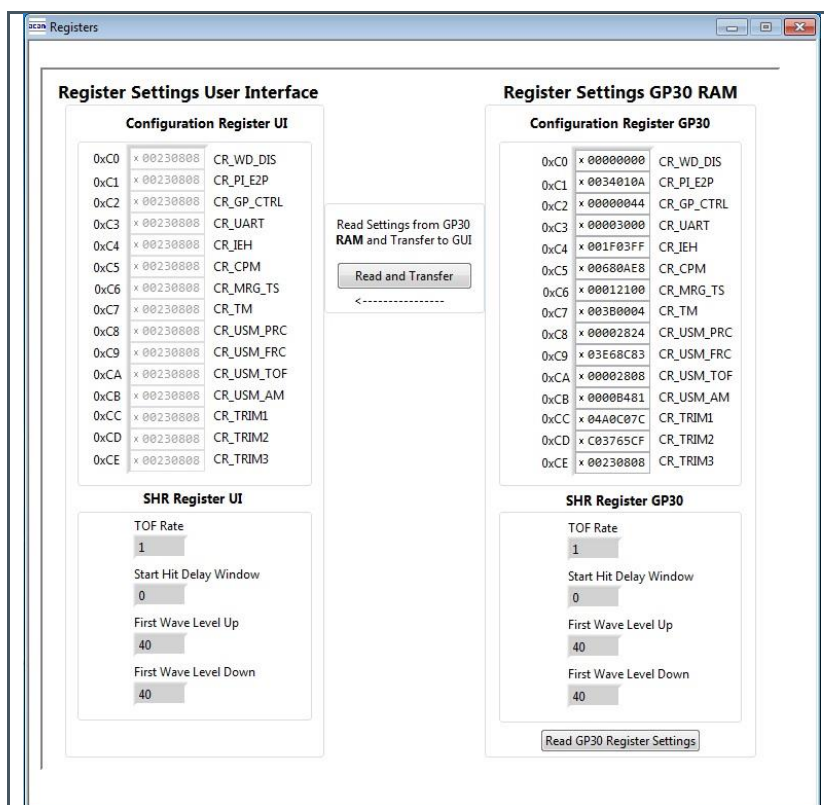 acam Registers
Register Settings User Interface
Configuration Register UI
0xC0 x 00230808 CR_WD_DIS
0xC1 x 00230808 CR_PI_E2P
0xC2 x 00230808 CR_GP_CTRL
0xC3 x 00230808 CR_UART
0xC4 x 00230808 CR_IEH
0xC5 x 00230808 CR_CPM
0xC6 x 00230808 CR_MRG_TS
0xC7 x 00230808 CR_TM
0xC8 x 00230808 CR_USM_PRC
0xC9 x 00230808 CR_USM_FRC
0xCA x 00230808 CR_USM_TOF
0xCB x 00230808 CR_USM_AM
0xCC x 00230808 CR_TRIM1
0xCD x 00230808 CR_TRIM2
0xCE x 00230808 CR_TRIM3
SHR Register UI
TOF Rate
1
Start Hit Delay Window
0
First Wave Level Up
40
First Wave Level Down
40
Read Settings from GP30
RAM and Transfer to GUI
Read and Transfer
<----------------
Register Settings GP30 RAM
Configuration Register GP30
0xC0 x 00000000 CR_WD_DIS
0xC1 x 0034010A CR_PI_E2P
0xC2 x 00000044 CR_GP_CTRL
0xC3 x 00003000 CR_UART
0xC4 x 001F03FF CR_IEH
0xC5 x 00680AE8 CR_CPM
0xC6 x 00012100 CR_MRG_TS
0xC7 x 003B0004 CR_TM
0xC8 x 00002824 CR_USM_PRC
0xC9 x 03E68C83 CR_USM_FRC
0xCA x 00002808 CR_USM_TOF
0xCB x 0000B481 CR_USM_AM
0xCC x 04A0C07C CR_TRIM1
0xCD x C03765CF CR_TRIM2
0xCE x 00230808 CR_TRIM3
SHR Register GP30
TOF Rate
1
Start Hit Delay Window
0
First Wave Level Up
40
First Wave Level Down
40
Read GP30 Register Settings